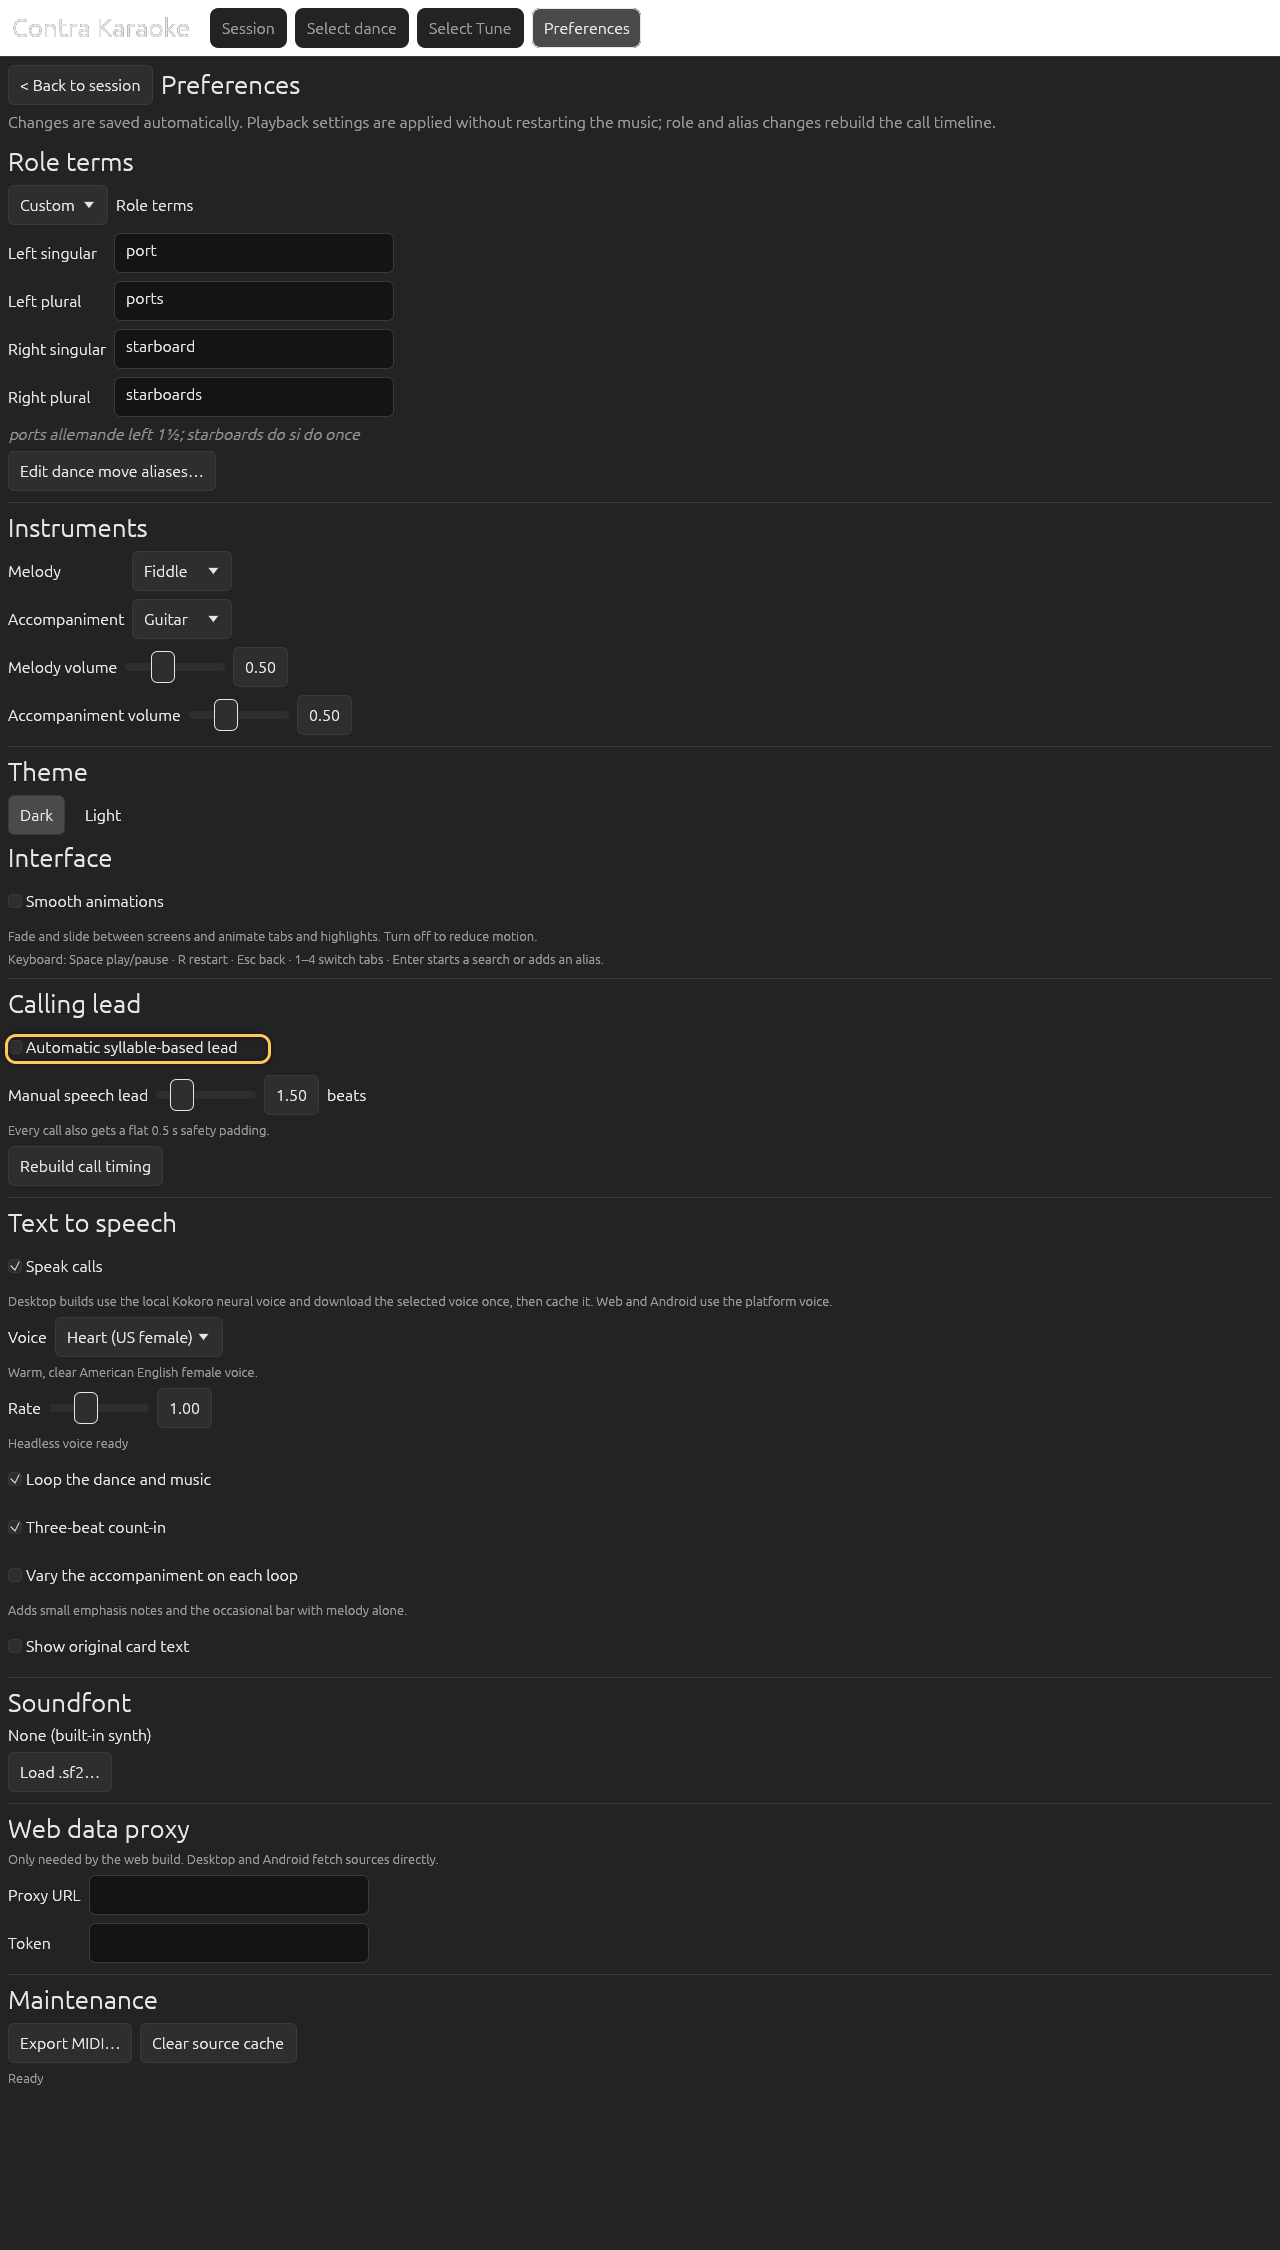 Contra Karaoke Session Select dance Select Tune Preferences
< Back to session Preferences
Changes are saved automatically. Playback settings are applied without restarting the music; role and alias changes rebuild the call timeline.
Role terms
Custom Role terms
Left singular port
Left plural ports
Right singular starboard
Right plural starboards
ports allemande left 1½; starboards do si do once
Edit dance move aliases...
Instruments
Melody Fiddle
Accompaniment Guitar
Melody volume 0.50
Accompaniment volume 0.50
Theme
Dark Light
Interface
Smooth animations
Fade and slide between screens and animate tabs and highlights. Turn off to reduce motion.
Keyboard: Space play/pause · R restart · Esc back · 1–4 switch tabs · Enter starts a search or adds an alias.
Calling lead
Automatic syllable-based lead
Manual speech lead 1.50 beats
Every call also gets a flat 0.5 s safety padding.
Rebuild call timing
Text to speech
Speak calls
Desktop builds use the local Kokoro neural voice and download the selected voice once, then cache it. Web and Android use the platform voice.
Voice Heart (US female)
Warm, clear American English female voice.
Rate 1.00
Headless voice ready
Loop the dance and music
Three-beat count-in
Vary the accompaniment on each loop
Adds small emphasis notes and the occasional bar with melody alone.
Show original card text
Soundfont
None (built-in synth)
Load .sf2...
Web data proxy
Only needed by the web build. Desktop and Android fetch sources directly.
Proxy URL
Token
Maintenance
Export MIDI... Clear source cache
Ready